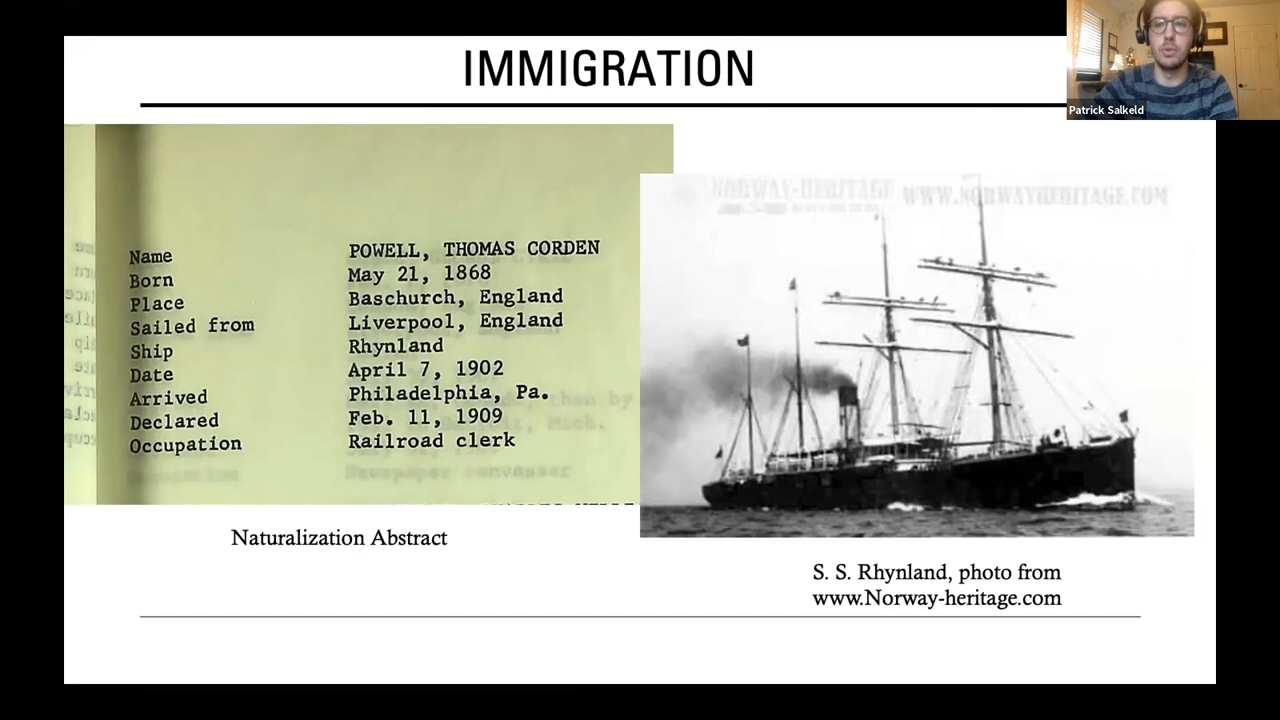 IMMIGRATION
Patrick Salkeld
NORWAY-HERITAGE WWW.NORWAYHERITAGE.COM
Name POWELL, THOMAS CORDEN
Born May 21, 1868
Place Baschurch, England
Sailed from Liverpool, England
Ship Rhynland
Date April 7, 1902
Arrived Philadelphia, Pa.
Declared Feb. 11, 1909
Occupation Railroad clerk
Newspaper canvasser
Naturalization Abstract
S. S. Rhynland, photo from
www.Norway-heritage.com